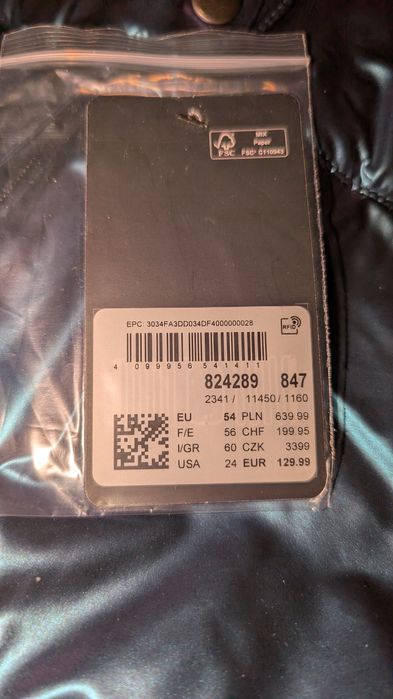 FSC
MIX
Paper
FSC® C110943
EPC: 3034FA3DD034DF4000000028
RFID
4 099956 541411
824289 847
2341 / 11450 / 1160
EU 54 PLN 639.99
F/E 56 CHF 199.95
I/GR 60 CZK 3399
USA 24 EUR 129.99